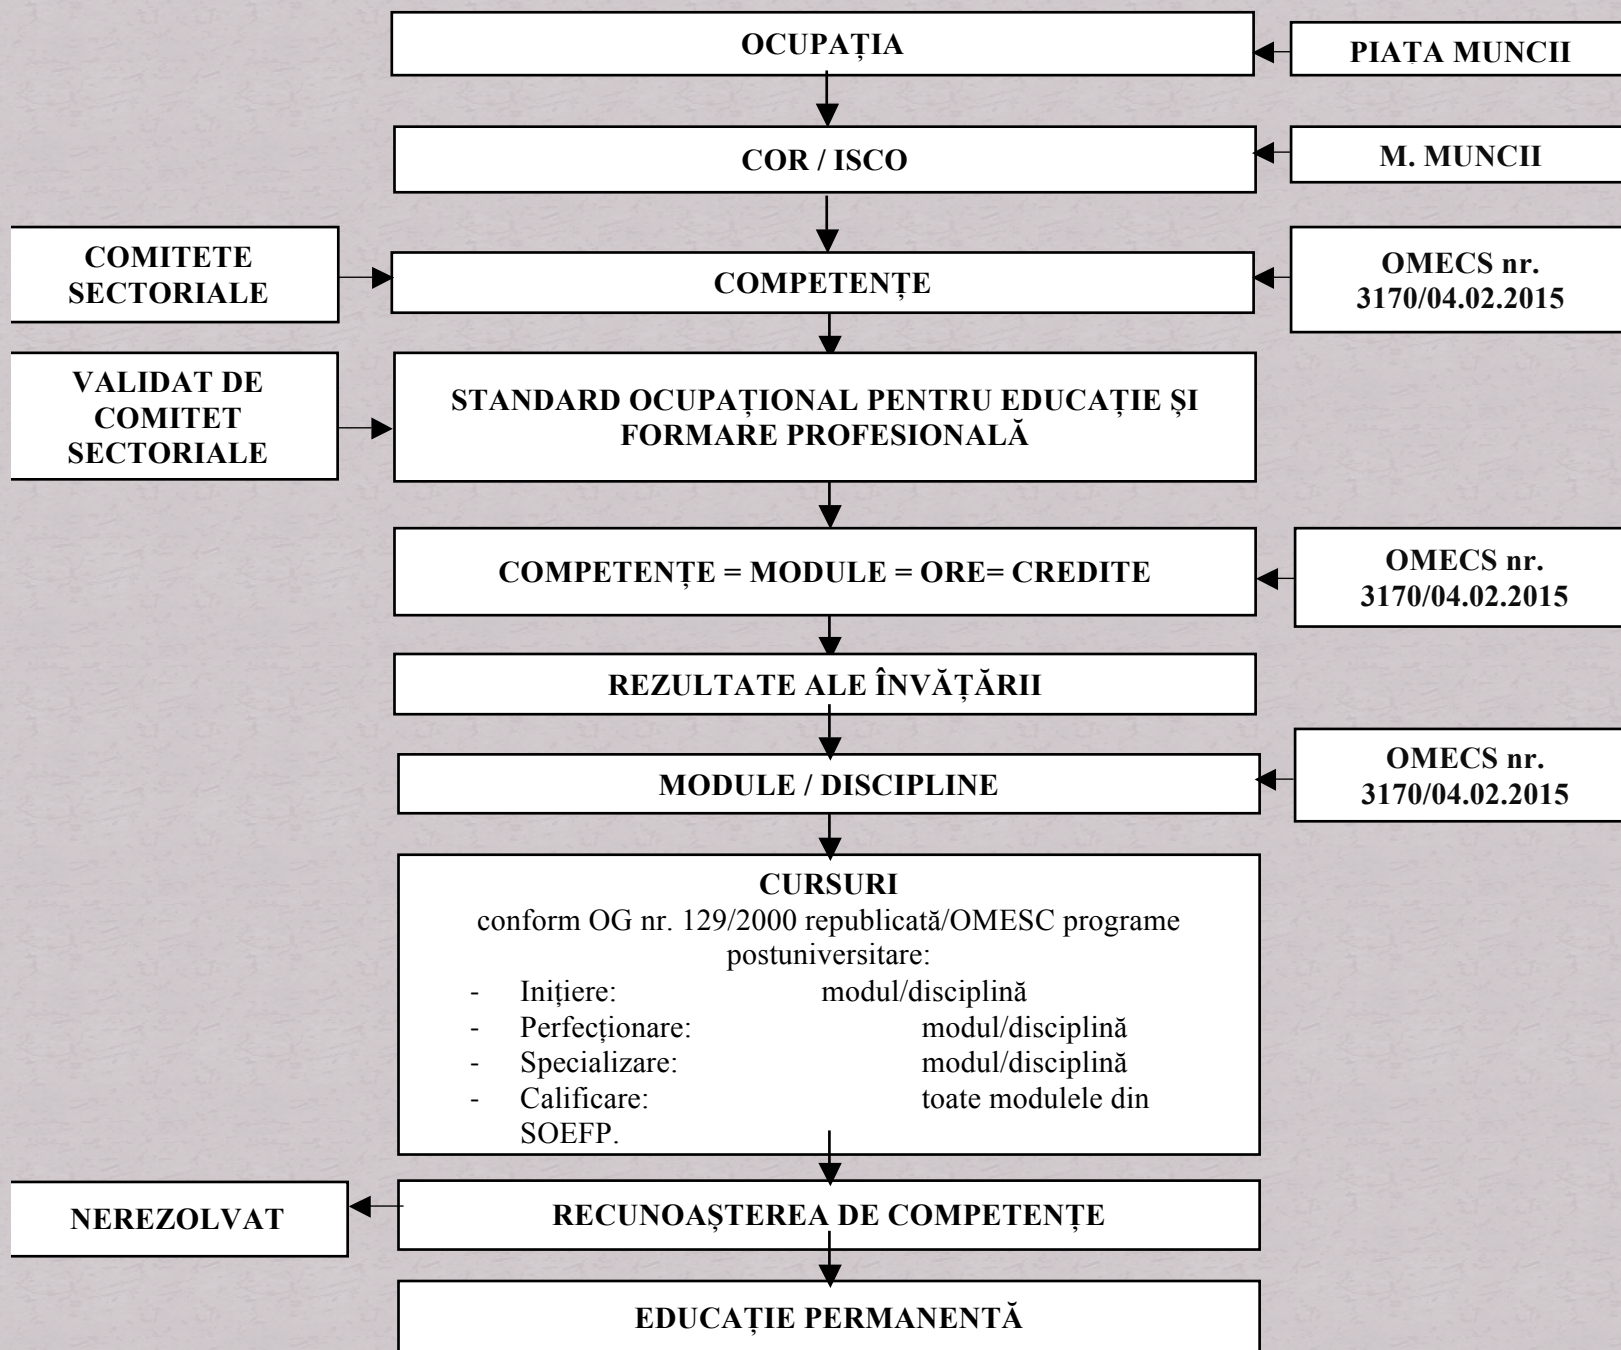 OCUPAȚIA
PIAȚA MUNCII
COR / ISCO
M. MUNCII
COMITETE
SECTORIALE
COMPETENȚE
OMECS nr.
3170/04.02.2015
VALIDAT DE
COMITET
SECTORIALE
STANDARD OCUPAȚIONAL PENTRU EDUCAȚIE ȘI
FORMARE PROFESIONALĂ
COMPETENȚE = MODULE = ORE= CREDITE
OMECS nr.
3170/04.02.2015
REZULTATE ALE ÎNVĂȚĂRII
MODULE / DISCIPLINE
OMECS nr.
3170/04.02.2015
CURSURI
conform OG nr. 129/2000 republicată/OMESC programe
postuniversitare:
- Inițiere: modul/disciplină
- Perfecționare: modul/disciplină
- Specializare: modul/disciplină
- Calificare: toate modulele din
SOEFP.
NEREZOLVAT
RECUNOAȘTEREA DE COMPETENȚE
EDUCAȚIE PERMANENTĂ